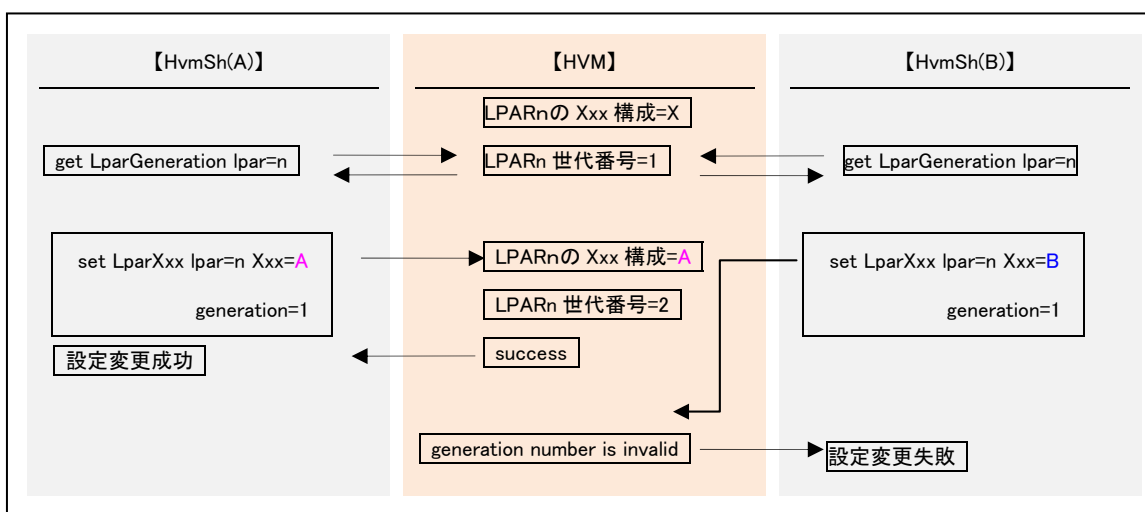 【HvmSh(A)】
【HVM】
【HvmSh(B)】
LPARnの Xxx 構成=X
get LparGeneration lpar=n
LPARn 世代番号=1
get LparGeneration lpar=n
set LparXxx lpar=n Xxx=A
generation=1
LPARnの Xxx 構成=A
set LparXxx lpar=n Xxx=B
generation=1
LPARn 世代番号=2
設定変更成功
success
generation number is invalid
設定変更失敗